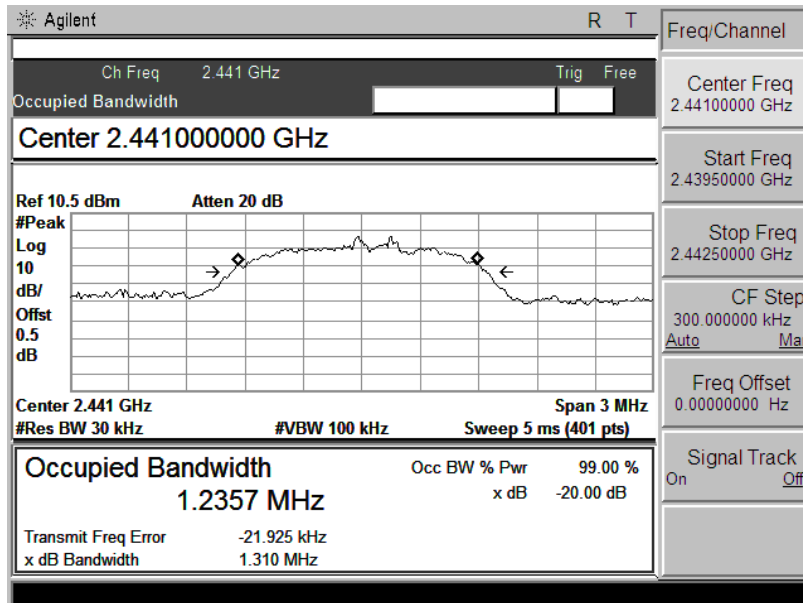 Agilent R T
Ch Freq 2.441 GHz Trig Free
Occupied Bandwidth
Center 2.441000000 GHz
Ref 10.5 dBm Atten 20 dB
#Peak
Log
10
dB/
Offst
0.5
dB
Center 2.441 GHz Span 3 MHz
#Res BW 30 kHz #VBW 100 kHz Sweep 5 ms (401 pts)
Occupied Bandwidth Occ BW % Pwr 99.00 %
1.2357 MHz x dB -20.00 dB
Transmit Freq Error -21.925 kHz
x dB Bandwidth 1.310 MHz
Freq/Channel
Center Freq
2.44100000 GHz
Start Freq
2.43950000 GHz
Stop Freq
2.44250000 GHz
CF Step
300.000000 kHz
Auto Ma
Freq Offset
0.00000000 Hz
Signal Track
On Off